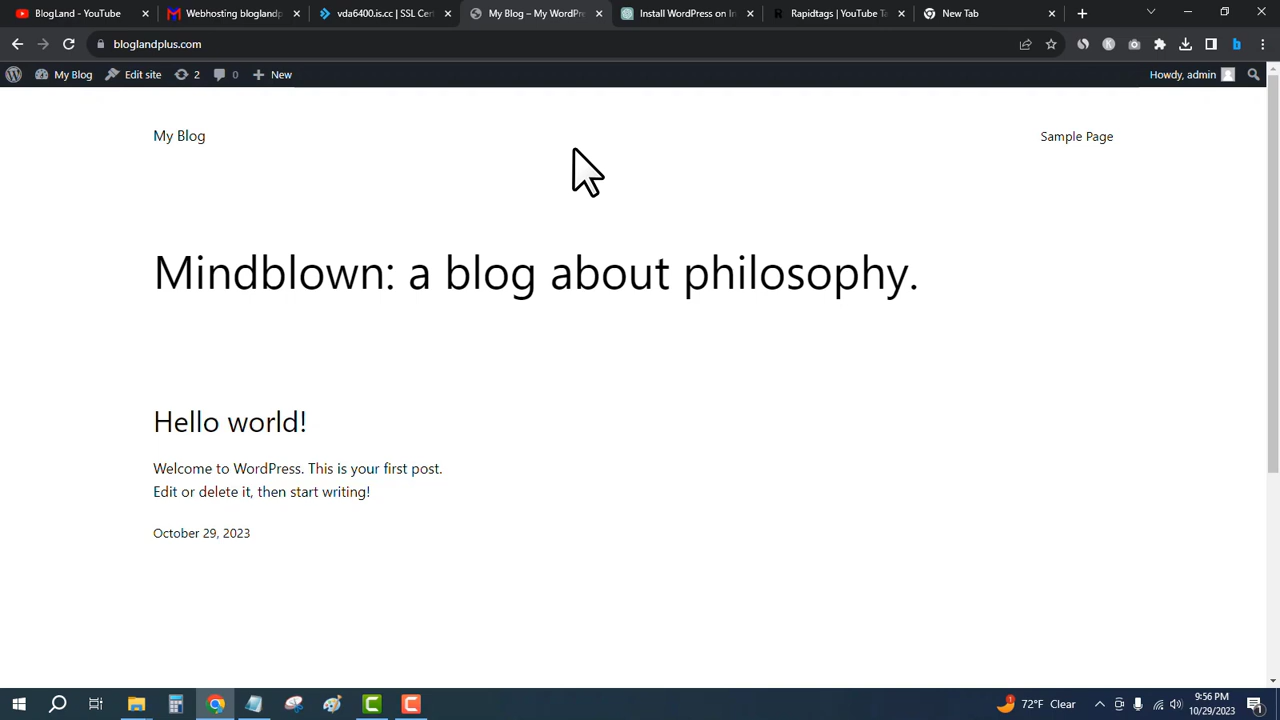 BlogLand - YouTube
Webhosting bloglandp
vda6400.is.cc | SSL Cer
My Blog – My WordPre
Install WordPress on In
Rapidtags | YouTube Ta
New Tab
bloglandplus.com
My Blog
Edit site
2
0
New
Howdy, admin
My Blog
Sample Page
Mindblown: a blog about philosophy.
Hello world!
Welcome to WordPress. This is your first post.
Edit or delete it, then start writing!
October 29, 2023
72°F Clear
9:56 PM
10/29/2023